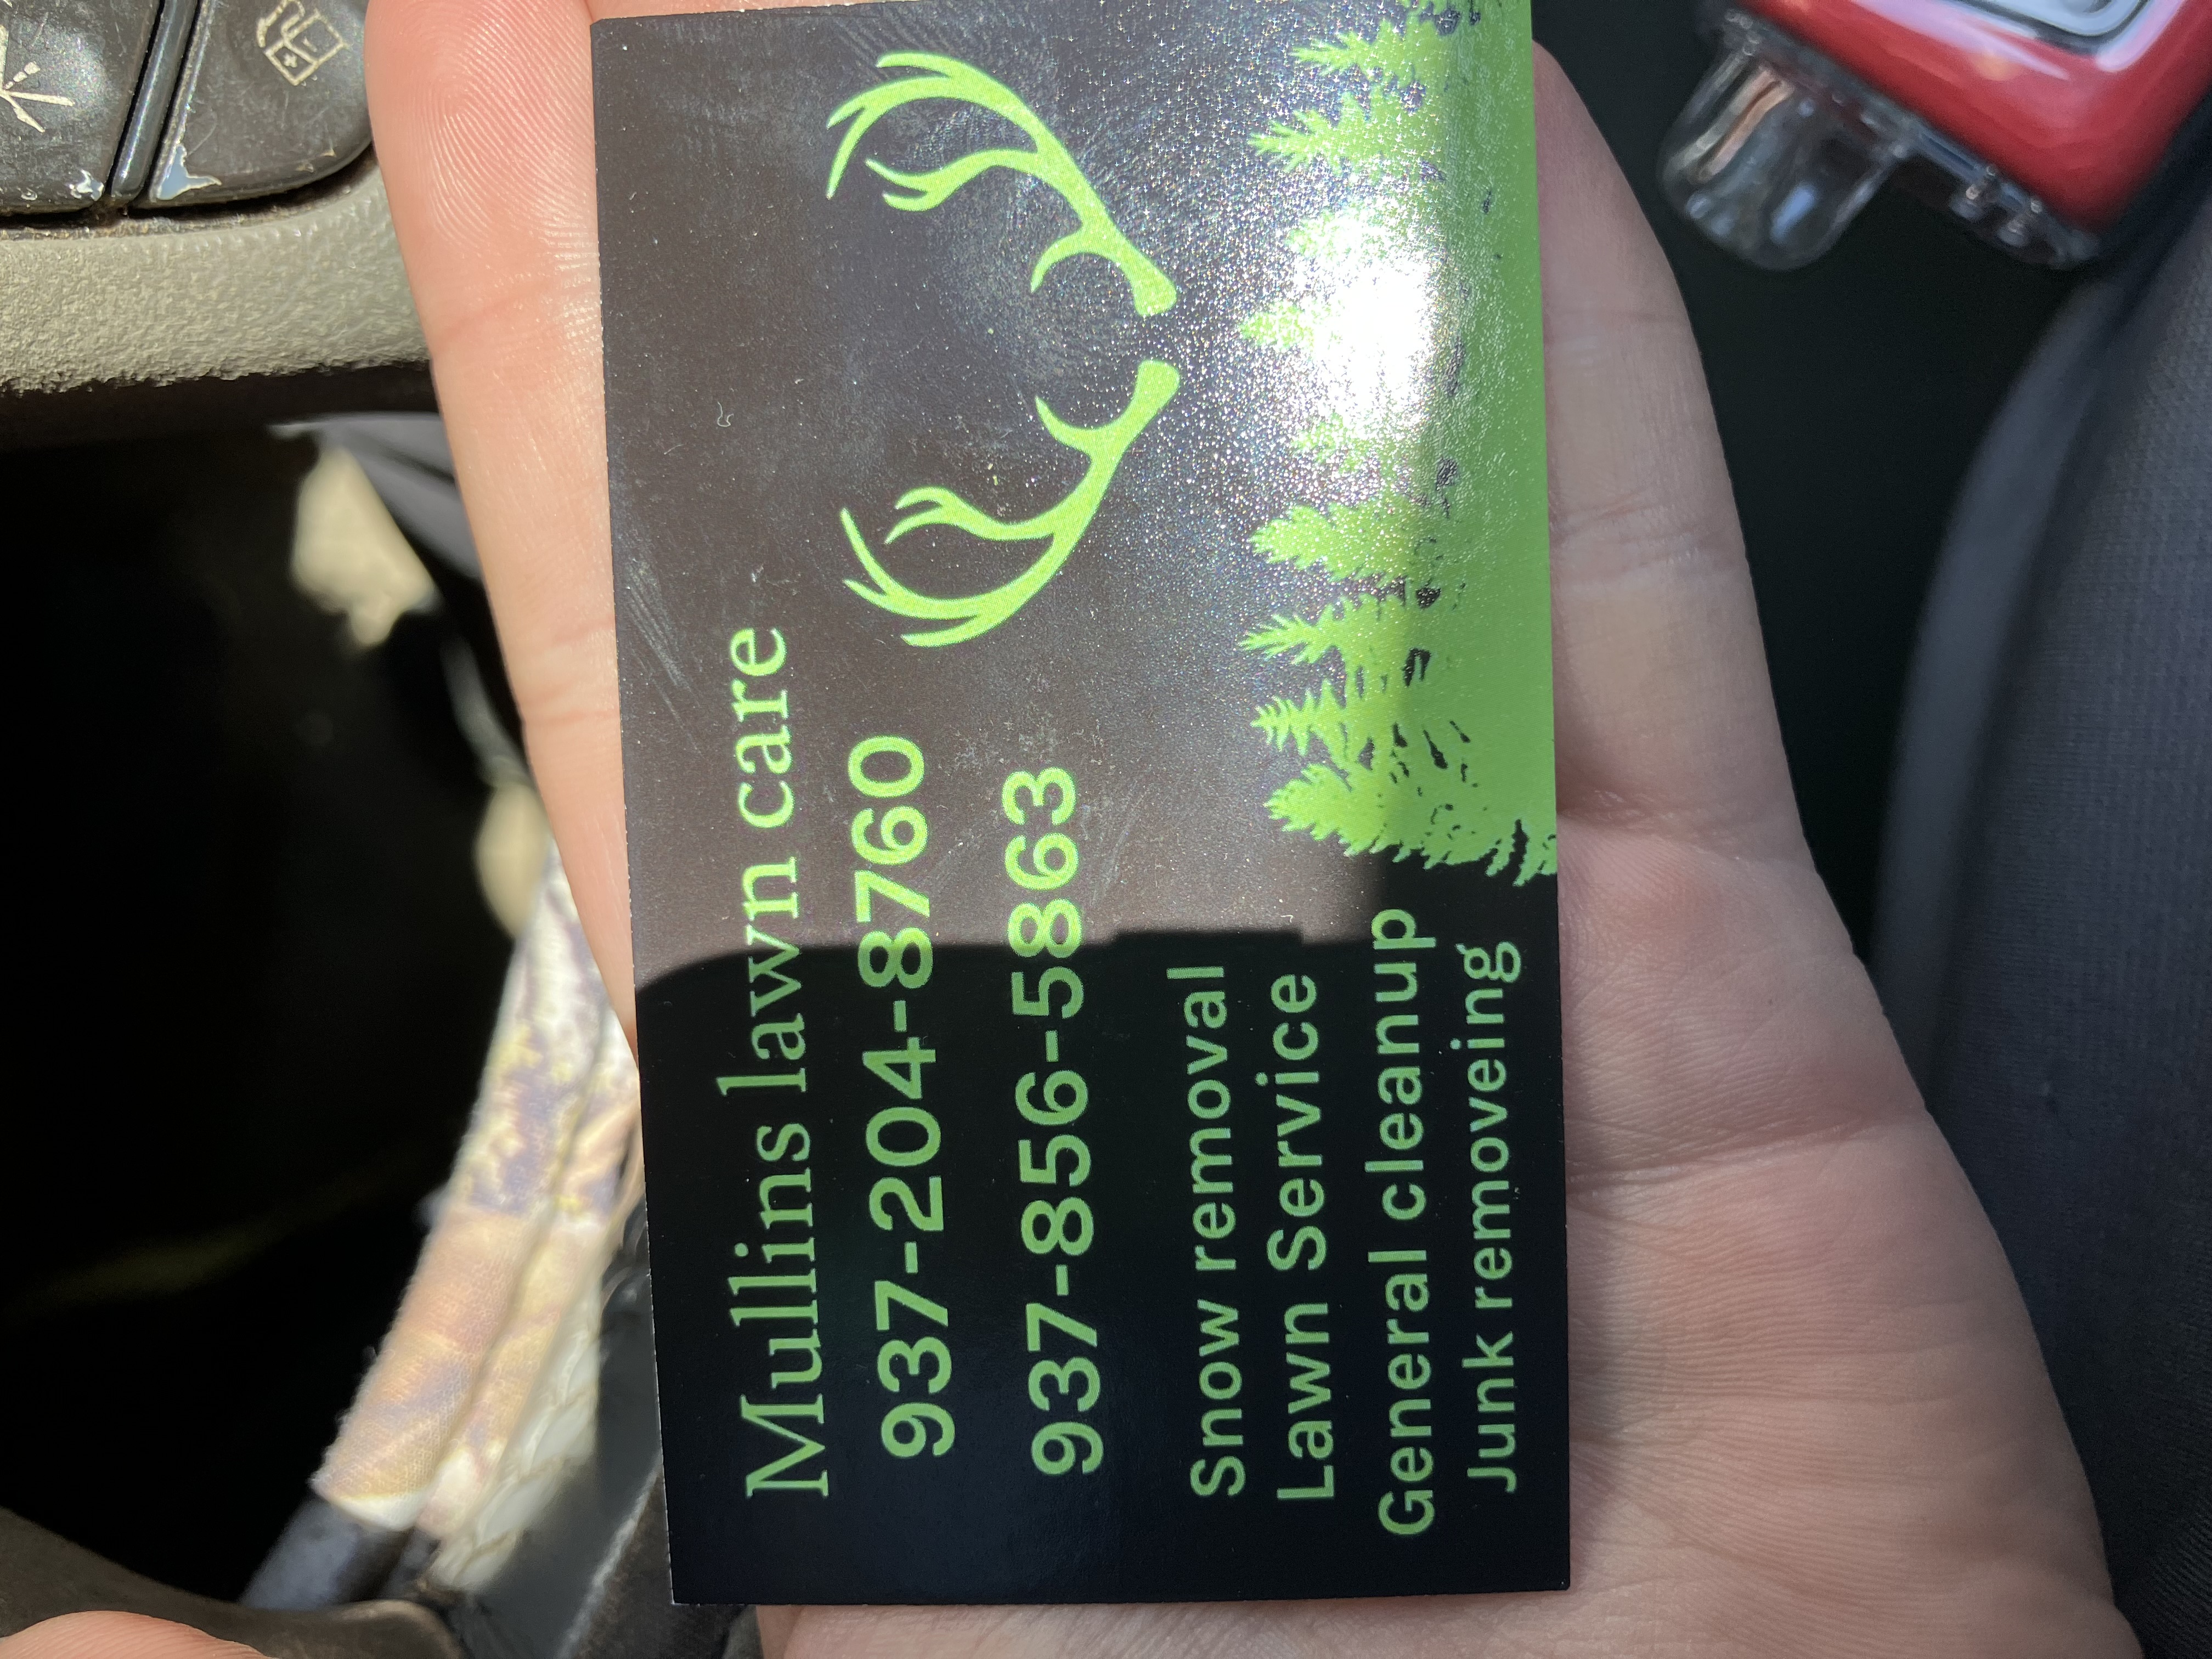 Mullins lawn care
937-204-8760
937-856-5863
Snow removal
Lawn Service
General cleanup
Junk removeing